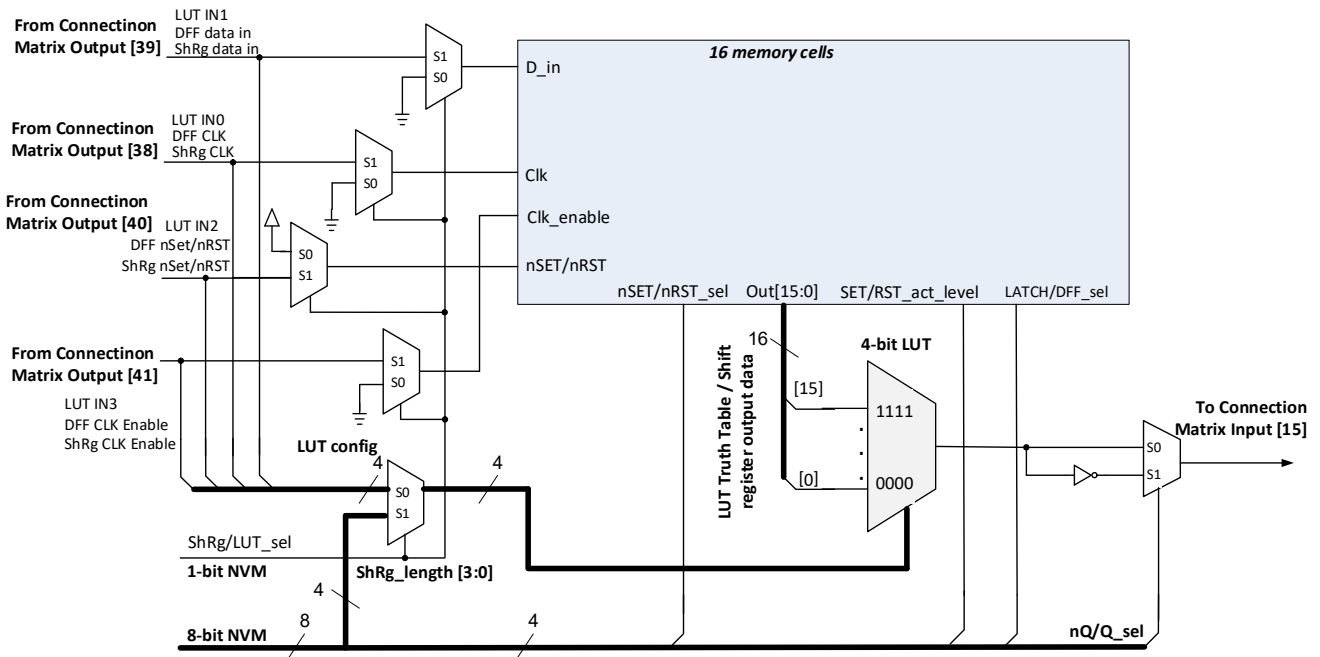 From Connectinon
Matrix Output [39]
LUT IN1
DFF data in
ShRg data in
S1
S0
16 memory cells
D_in
From Connectinon
Matrix Output [38]
LUT IN0
DFF CLK
ShRg CLK
S1
S0
Clk
From Connectinon
Matrix Output [40]
LUT IN2
DFF nSet/nRST
ShRg nSet/nRST
S0
S1
Clk_enable
nSET/nRST
nSET/nRST_sel
Out[15:0]
SET/RST_act_level
LATCH/DFF_sel
From Connectinon
Matrix Output [41]
LUT IN3
DFF CLK Enable
ShRg CLK Enable
S1
S0
16
LUT Truth Table / Shift
register output data
4-bit LUT
[15]
1111
[0]
0000
To Connection
Matrix Input [15]
S0
S1
LUT config
4
S0
S1
4
ShRg/LUT_sel
1-bit NVM
ShRg_length [3:0]
4
8-bit NVM
8
4
nQ/Q_sel